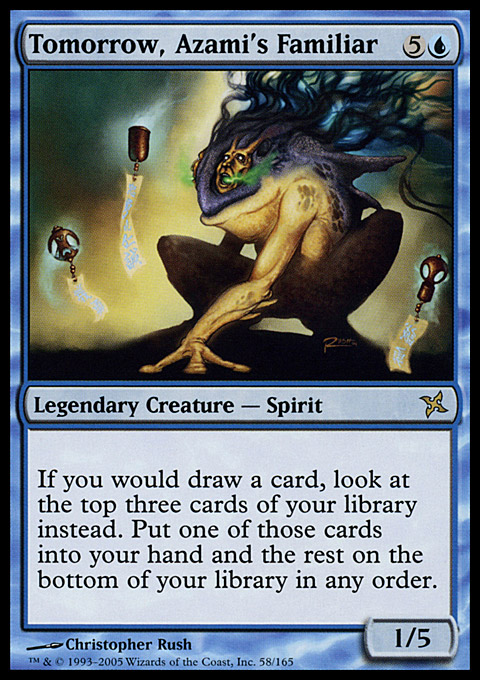 Tomorrow, Azami's Familiar 5
Legendary Creature — Spirit
If you would draw a card, look at
the top three cards of your library
instead. Put one of those cards
into your hand and the rest on the
bottom of your library in any order.
1/5
Christopher Rush
™ & © 1993–2005 Wizards of the Coast, Inc. 58/165